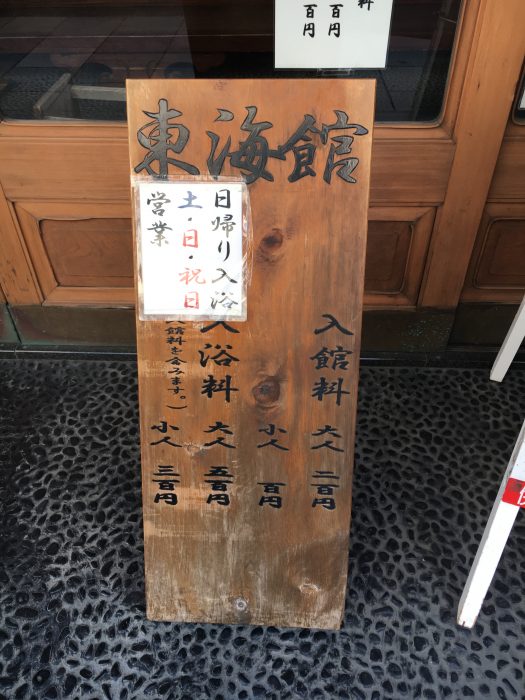 料
百円
百円
東海館
日帰り入浴
土・日・祝日
営業
入館料
大人 二百円
小人 百円
入浴料
大人 五百円
小人 三百円
入館料を含みます。）